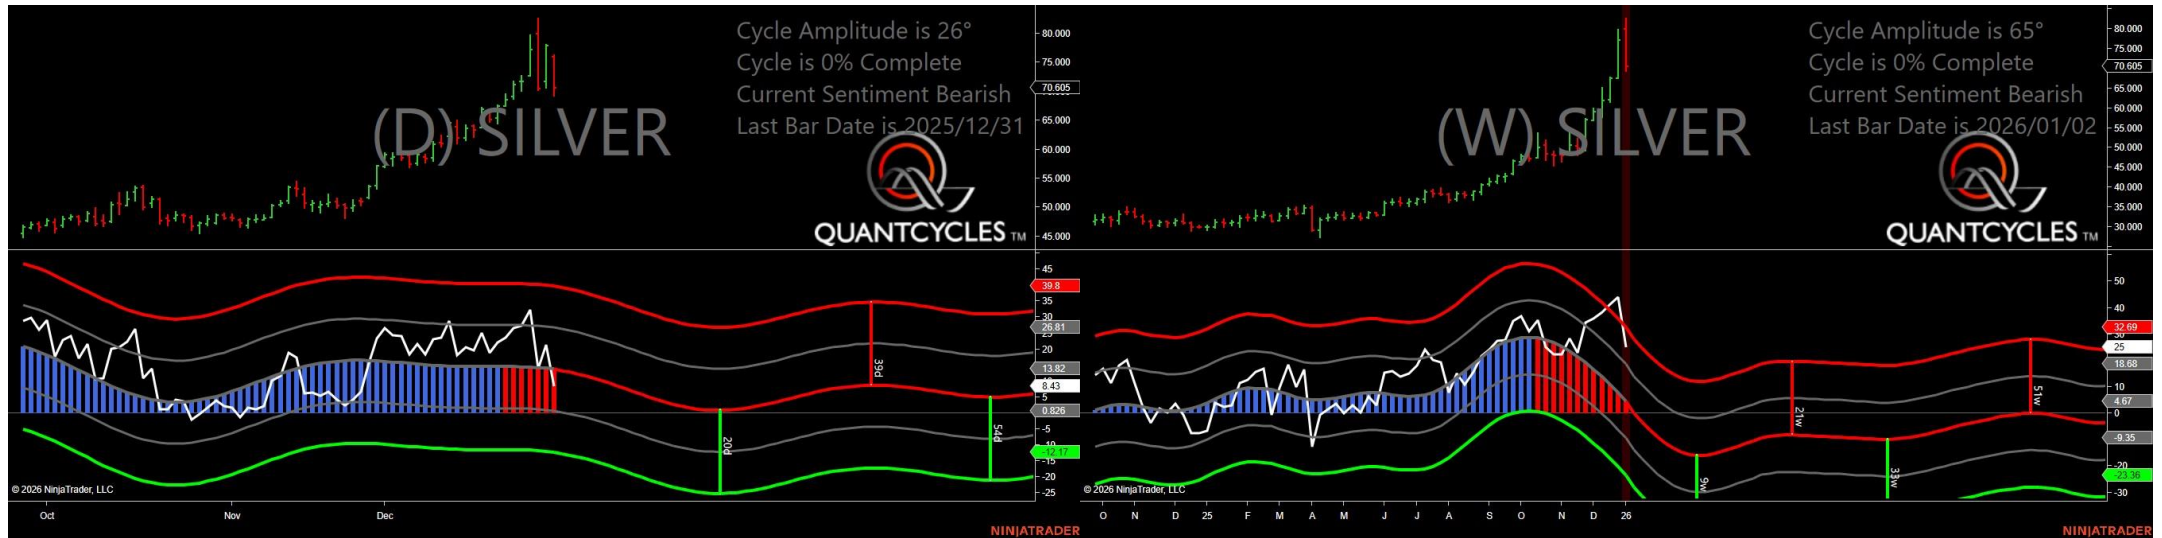 Cycle Amplitude is 26°
Cycle is 0% Complete
Current Sentiment Bearish
Last Bar Date is 2025/12/31
(D) SILVER
QUANTCYCLES TM
80.000
75.000
70.605
65.000
60.000
55.000
50.000
45.000
45
39.8
35
30
26.81
20
13.82
8.43
5
0.826
-5
-10
-12.17
-15
-20
-25
20d
39d
54d
© 2026 NinjaTrader, LLC
Oct
Nov
Dec
NINJATRADER
Cycle Amplitude is 65°
Cycle is 0% Complete
Current Sentiment Bearish
Last Bar Date is 2026/01/02
(W) SILVER
QUANTCYCLES TM
80.000
75.000
70.605
65.000
60.000
55.000
50.000
45.000
40.000
35.000
30.000
50
40
32.69
25
18.68
10
4.67
0
-9.35
-20
-23.36
-30
9w
21w
33w
51w
© 2026 NinjaTrader, LLC
O N D 25 F M A M J J A S O N D 26
NINJATRADER